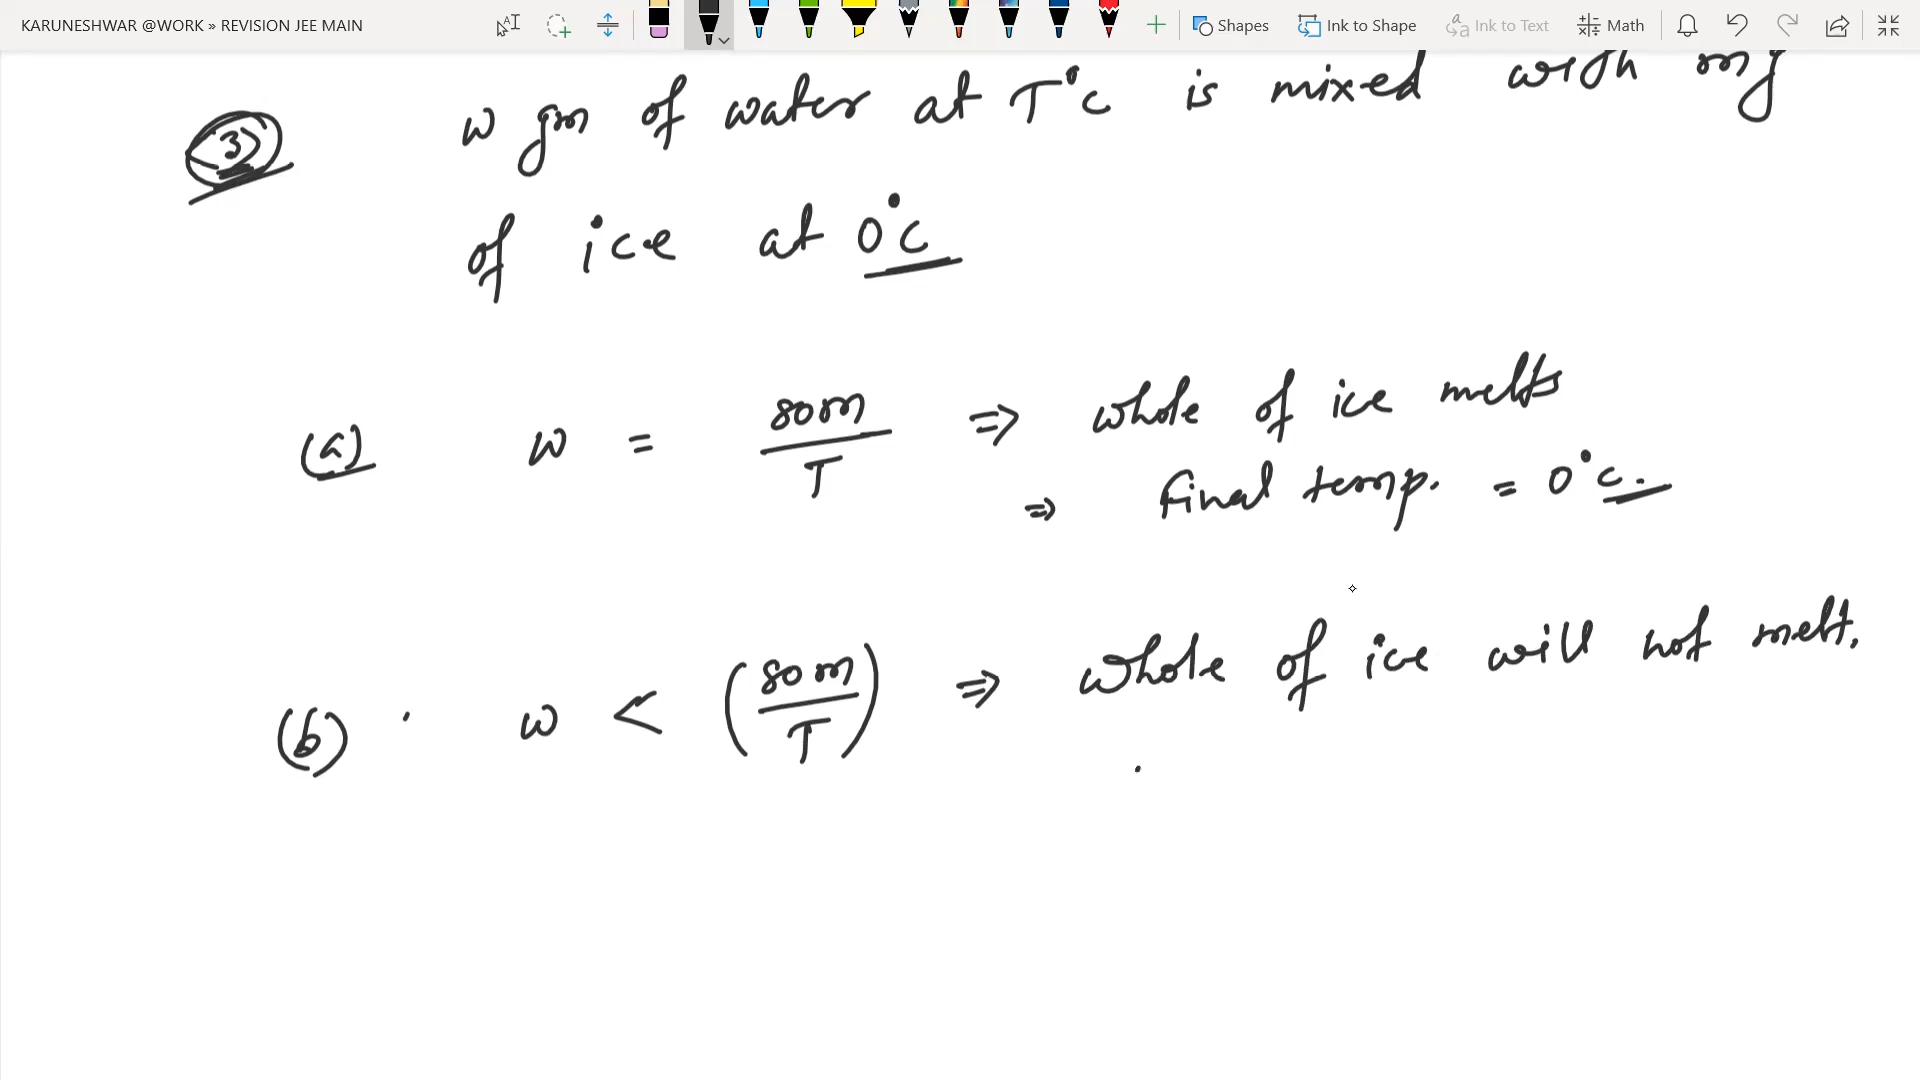 KARUNESHWAR @WORK » REVISION JEE MAIN Shapes Ink to Shape Ink to Text Math
(3) w gm of water at T°C is mixed with mg
of ice at 0°C
(a) w = 80m/T ⇒ whole of ice melts
⇒ final temp. = 0°C.
(b) w < (80m/T) ⇒ whole of ice will not melt.